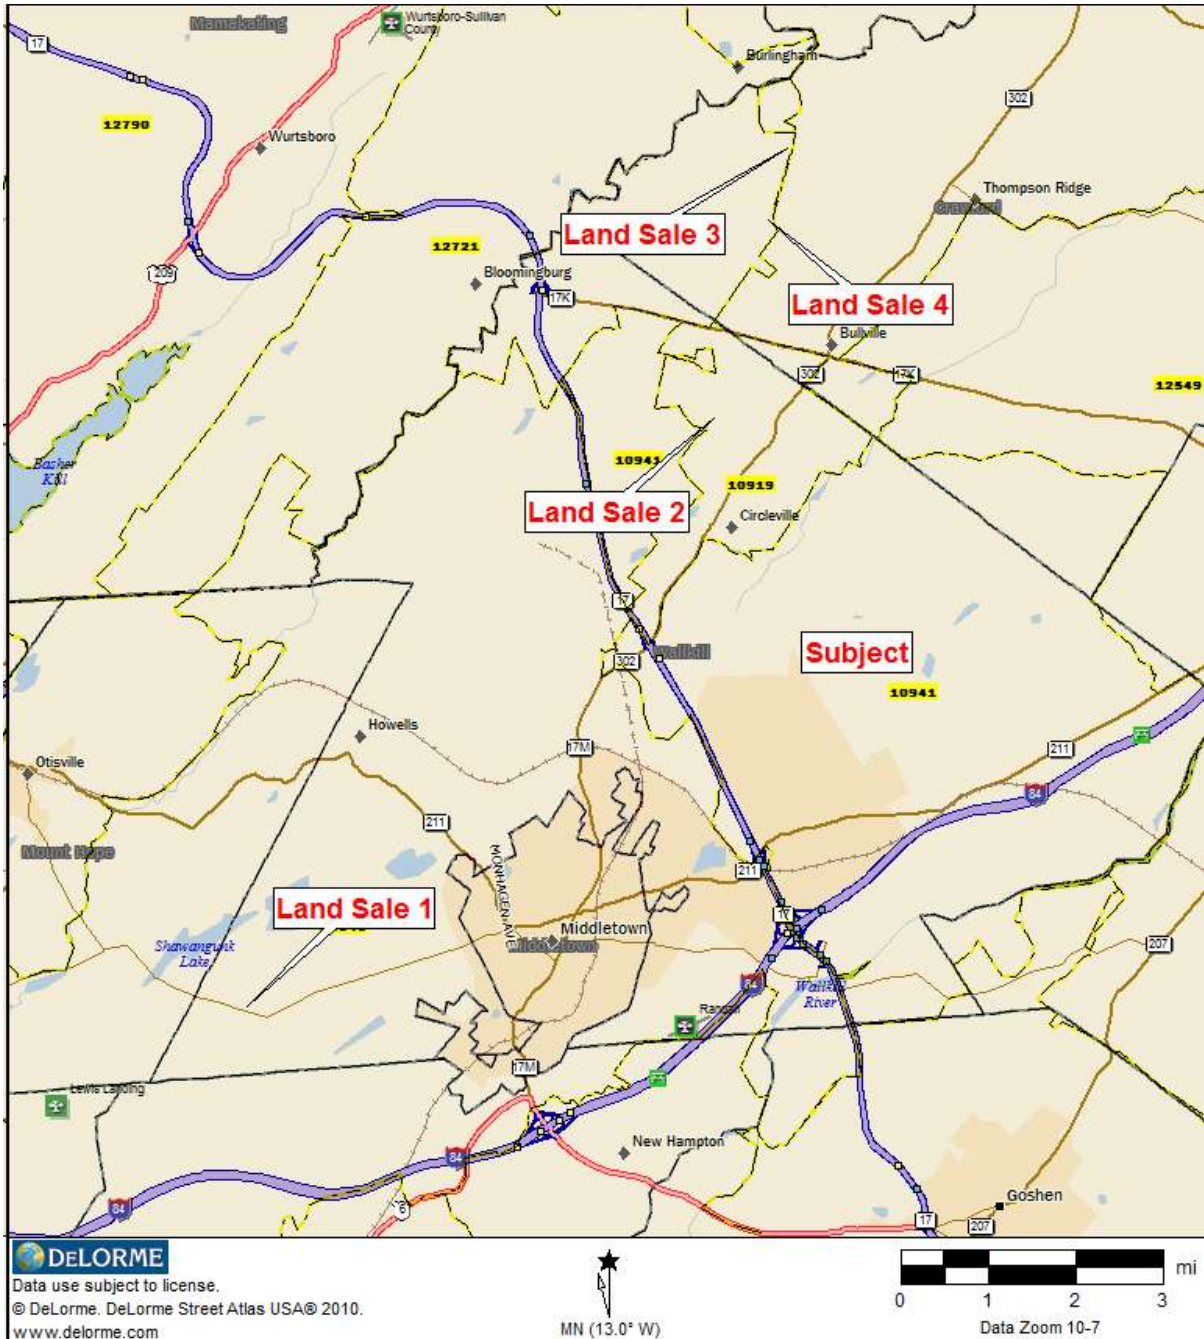 Mamakating
Wurtsboro-Sullivan
County
17
Burlingham
302
12790
Wurtsboro
Thompson Ridge
Crawford
Land Sale 3
12721
209
Bloomingburg
17K
Land Sale 4
Bullville
302
17K
12549
Basher
Kill
10941
10919
Land Sale 2
Circleville
17
Wallkill
302
Subject
10941
Howells
17M
211
Otisville
84
211
Mount Hope
MONHAGEN AVE
211
Land Sale 1
17
Middletown
Middletown
207
Shawangunk
Lake
84
Wallkill
River
Randall
17M
Lewis Landing
New Hampton
84
84
6
Goshen
17
207
DELORME
Data use subject to license.
© DeLorme. DeLorme Street Atlas USA® 2010.
www.delorme.com
MN (13.0° W)
mi
0 1 2 3
Data Zoom 10-7